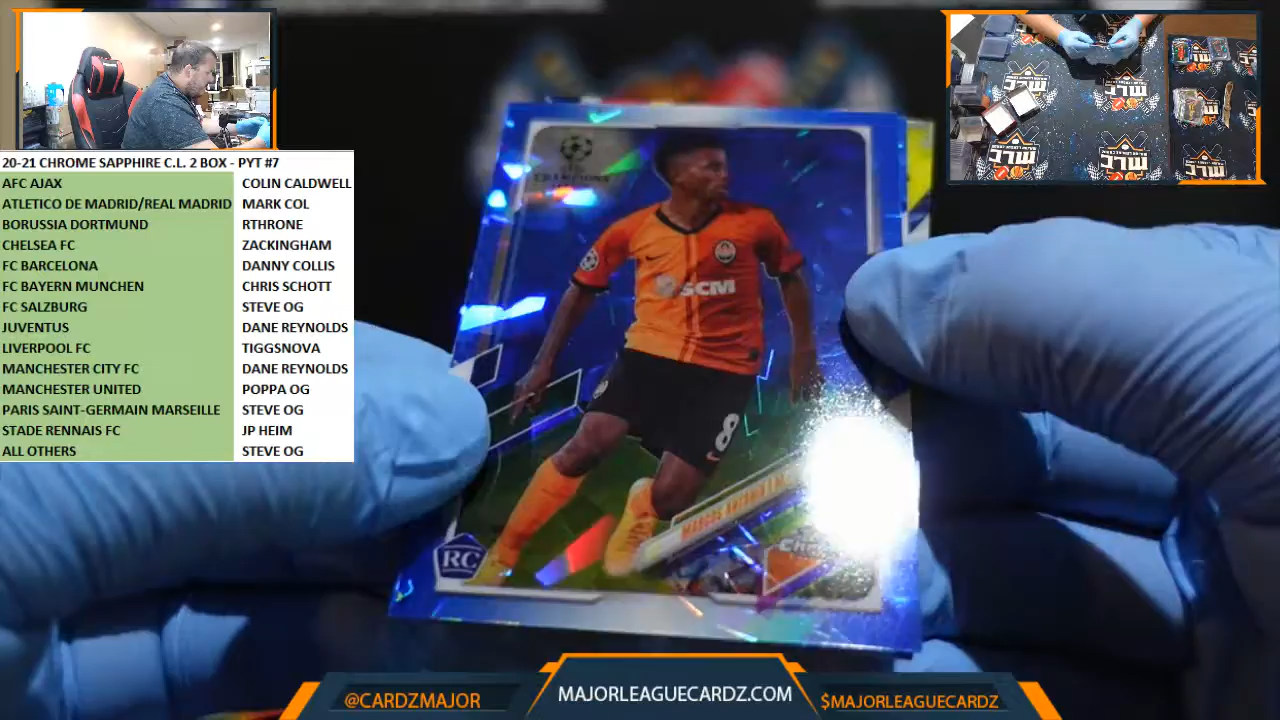 20-21 CHROME SAPPHIRE C.L. 2 BOX - PYT #7
AFC AJAX COLIN CALDWELL
ATLETICO DE MADRID/REAL MADRID MARK COL
BORUSSIA DORTMUND RTHRONE
CHELSEA FC ZACKINGHAM
FC BARCELONA DANNY COLLIS
FC BAYERN MUNCHEN CHRIS SCHOTT
FC SALZBURG STEVE OG
JUVENTUS DANE REYNOLDS
LIVERPOOL FC TIGGSNOVA
MANCHESTER CITY FC DANE REYNOLDS
MANCHESTER UNITED POPPA OG
PARIS SAINT-GERMAIN MARSEILLE STEVE OG
STADE RENNAIS FC JP HEIM
ALL OTHERS STEVE OG
CHAMPIONS
SCM
8
MARCOS ANTONIO
RC
@CARDZMAJOR
MAJORLEAGUECARDZ.COM
$MAJORLEAGUECARDZ